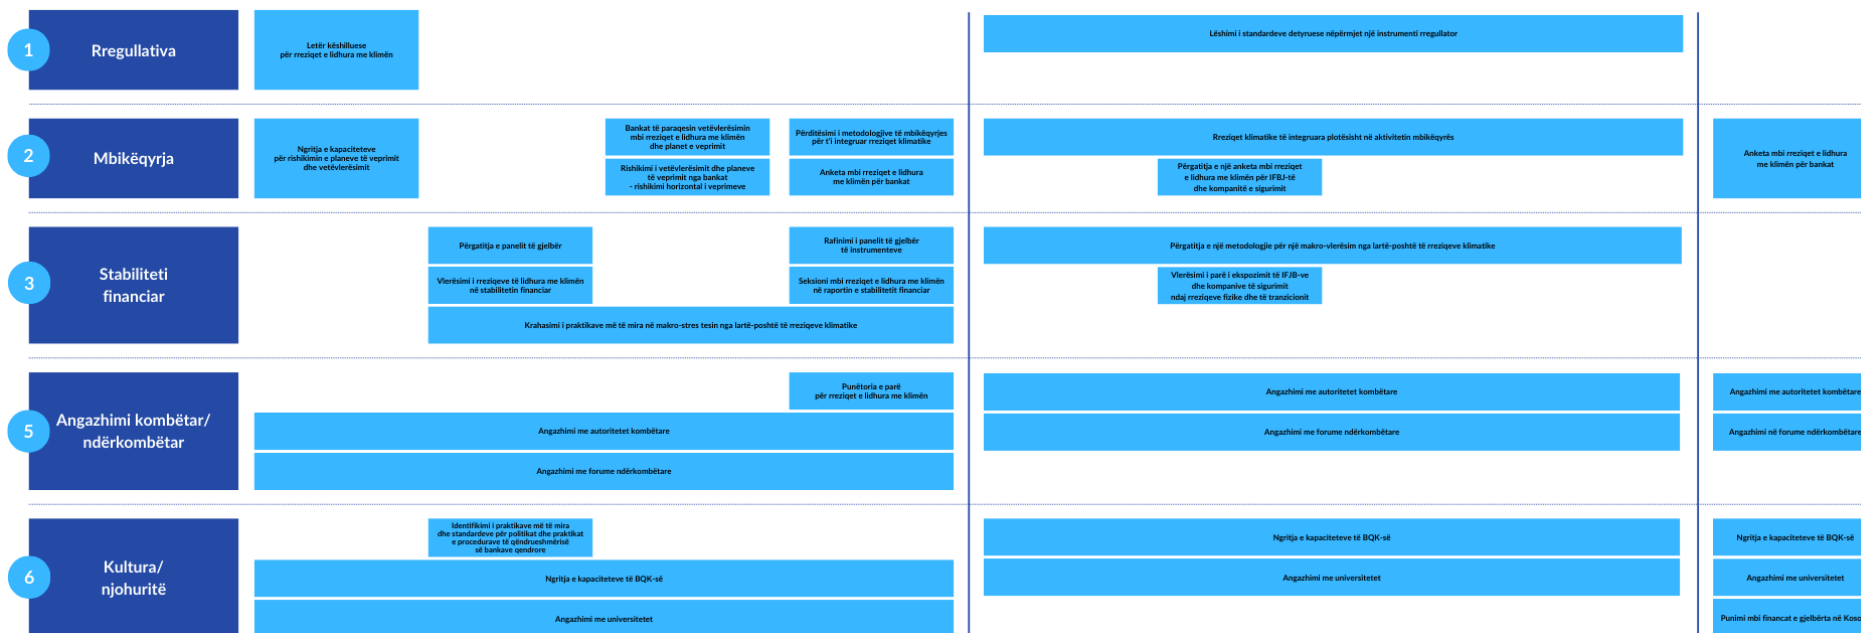 1
Rregullativa
Letër këshilluese
për rreziqet e lidhura me klimën
Lëshimi i standardeve detyruese nëpërmjet një instrumenti rregullator
2
Mbikëqyrja
Ngritja e kapaciteteve
për rishikimin e planeve të veprimit
dhe vetëvlerësimit
Bankat të paraqesin vetëvlerësimin
mbi rreziqet e lidhura me klimën
dhe planet e veprimit
Rishikimi i vetëvlerësimit dhe planeve
të veprimit nga bankat
- rishikimi horizontal i veprimeve
Përditësimi i metodologjive të mbikëqyrjes
për t'i integruar rreziqet klimatike
Anketa mbi rreziqet e lidhura
me klimën për bankat
Rreziqet klimatike të integruara plotësisht në aktivitetin mbikëqyrës
Përgatitja e një anketa mbi rreziqet
e lidhura me klimën për IFBJ-të
dhe kompanitë e sigurimit
Anketa mbi rreziqet e lidhura
me klimën për bankat
3
Stabiliteti
financiar
Përgatitja e panelit të gjelbër
Vlerësimi i rreziqeve të lidhura me klimën
në stabilitetin financiar
Rafinimi i panelit të gjelbër
të instrumenteve
Seksioni mbi rreziqet e lidhura me klimën
në raportin e stabilitetit financiar
Krahasimi i praktikave më të mira në makro-stres tesin nga lartë-poshtë të rreziqeve klimatike
Përgatitja e një metodologjie për një makro-vlerësim nga lartë-poshtë të rreziqeve klimatike
Vlerësimi i parë i ekspozimit të IFJB-ve
dhe kompanive të sigurimit
ndaj rreziqeve fizike dhe të tranzicionit
5
Angazhimi kombëtar/
ndërkombëtar
Punëtoria e parë
për rreziqet e lidhura me klimën
Angazhimi me autoritetet kombëtare
Angazhimi me forume ndërkombëtare
Angazhimi me autoritetet kombëtare
Angazhimi me forume ndërkombëtare
Angazhimi me autoritetet kombëtare
Angazhimi në forume ndërkombëtare
6
Kultura/
njohuritë
Identifikimi i praktikave më të mira
dhe standardeve për politikat dhe praktikat
e procedurave të qëndrueshmërisë
së bankave qendrore
Ngritja e kapaciteteve të BQK-së
Angazhimi me universitetet
Ngritja e kapaciteteve të BQK-së
Angazhimi me universitetet
Ngritja e kapaciteteve të BQK-së
Angazhimi me universitetet
Punimi mbi financat e gjelbërta në